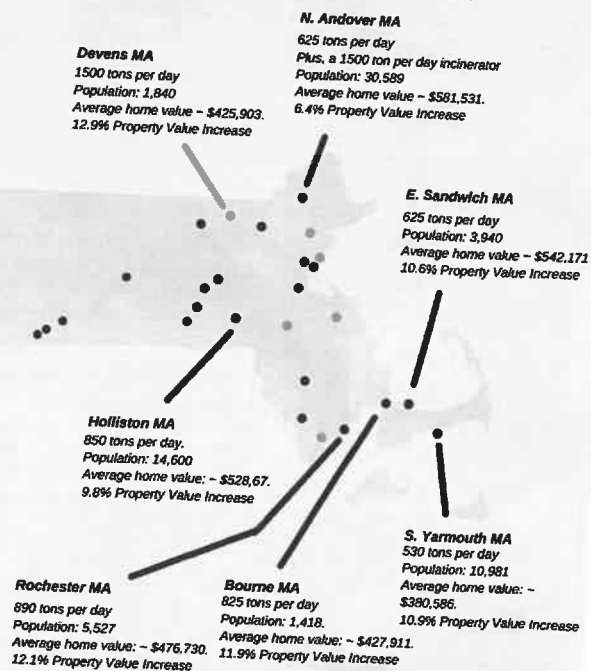 N. Andover MA
625 tons per day
Plus, a 1500 ton per day incinerator
Population: 30,589
Average home value ~ $581,531.
6.4% Property Value Increase
Devens MA
1500 tons per day
Population: 1,840
Average home value ~ $425,903.
12.9% Property Value Increase
E. Sandwich MA
625 tons per day
Population: 3,940
Average home value ~ $542,171
10.6% Property Value Increase
Holliston MA
850 tons per day.
Population: 14,600
Average home value: ~ $528,67.
9.8% Property Value Increase
S. Yarmouth MA
530 tons per day
Population: 10,981
Average home value: ~
$380,586.
10.9% Property Value Increase
Rochester MA
890 tons per day
Population: 5,527
Average home value: ~ $476.730.
12.1% Property Value Increase
Bourne MA
825 tons per day
Population: 1,418.
Average home value: ~ $427,911.
11.9% Property Value Increase